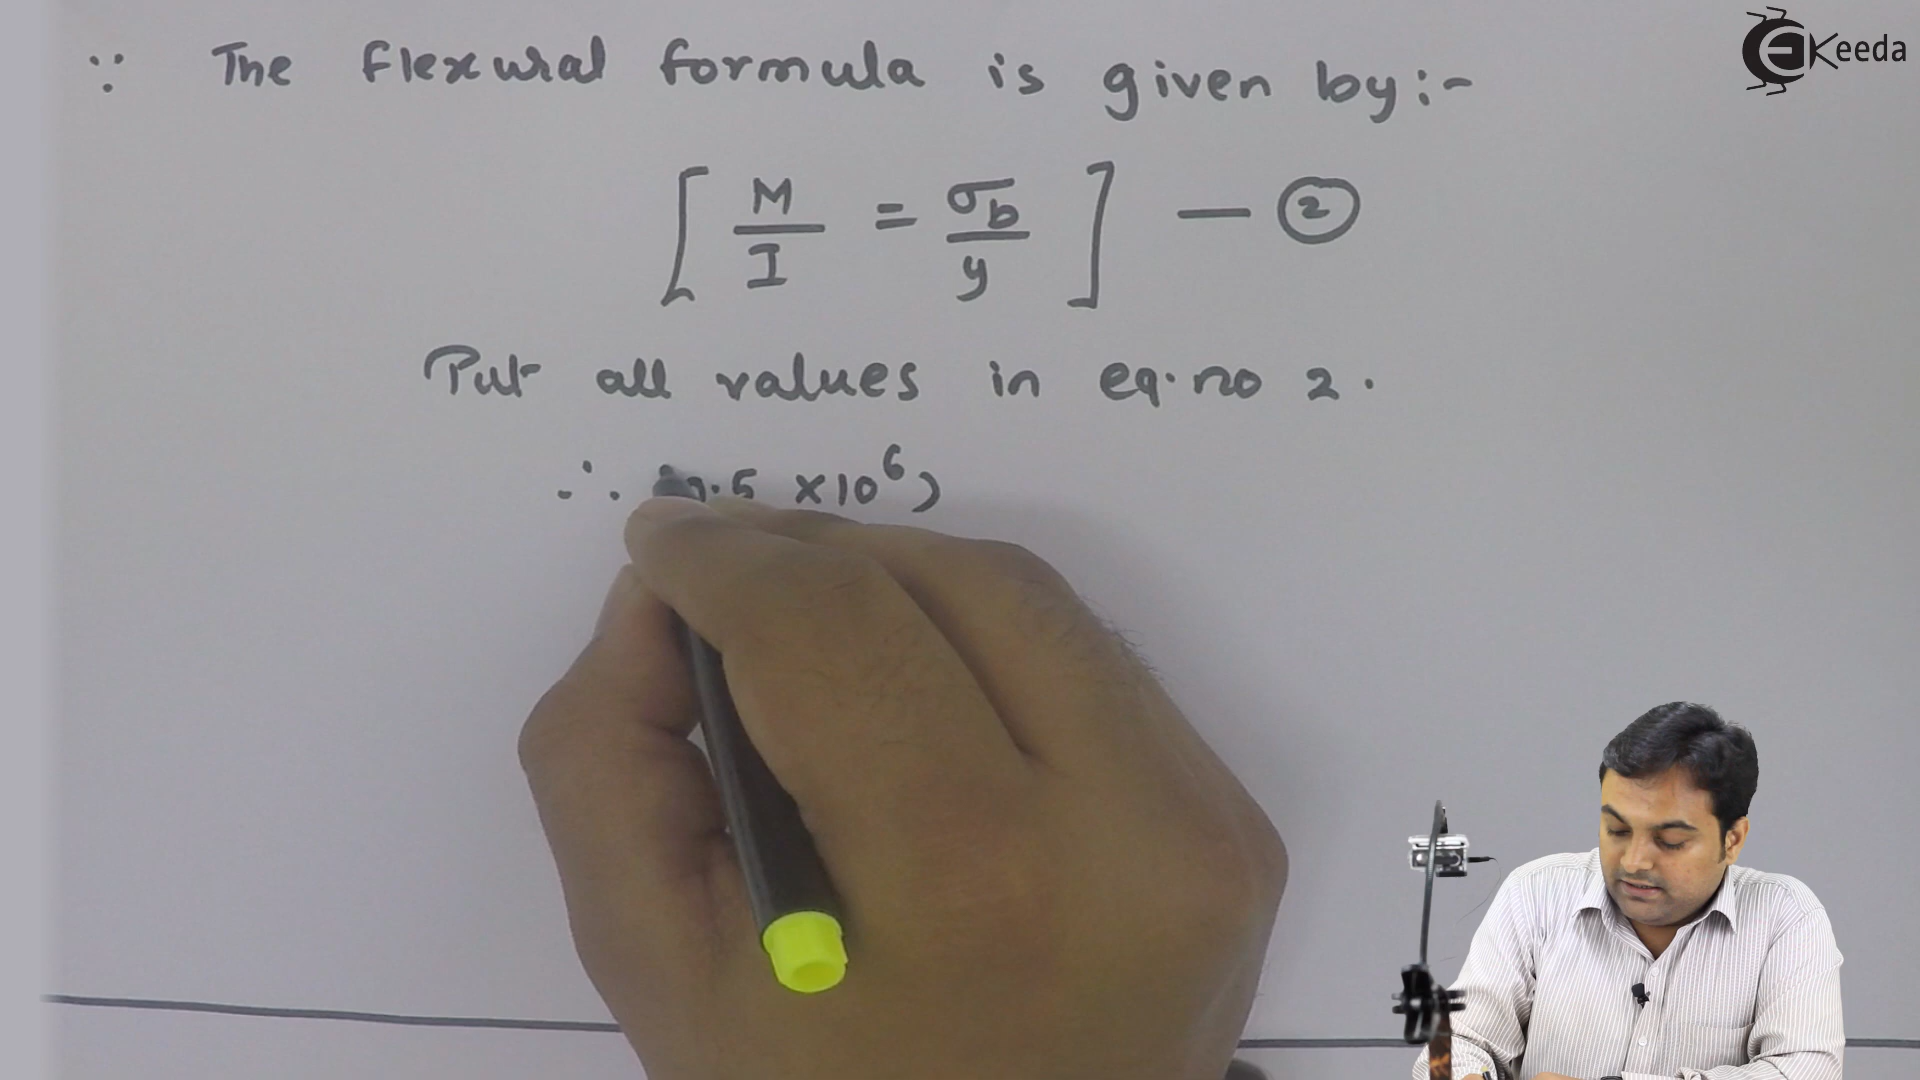 EKeeda
∵ The flexural formula is given by:-
[ M/I = σb/y ] — ②
Put all values in eq. no 2.
∴ .5 ×10⁶)